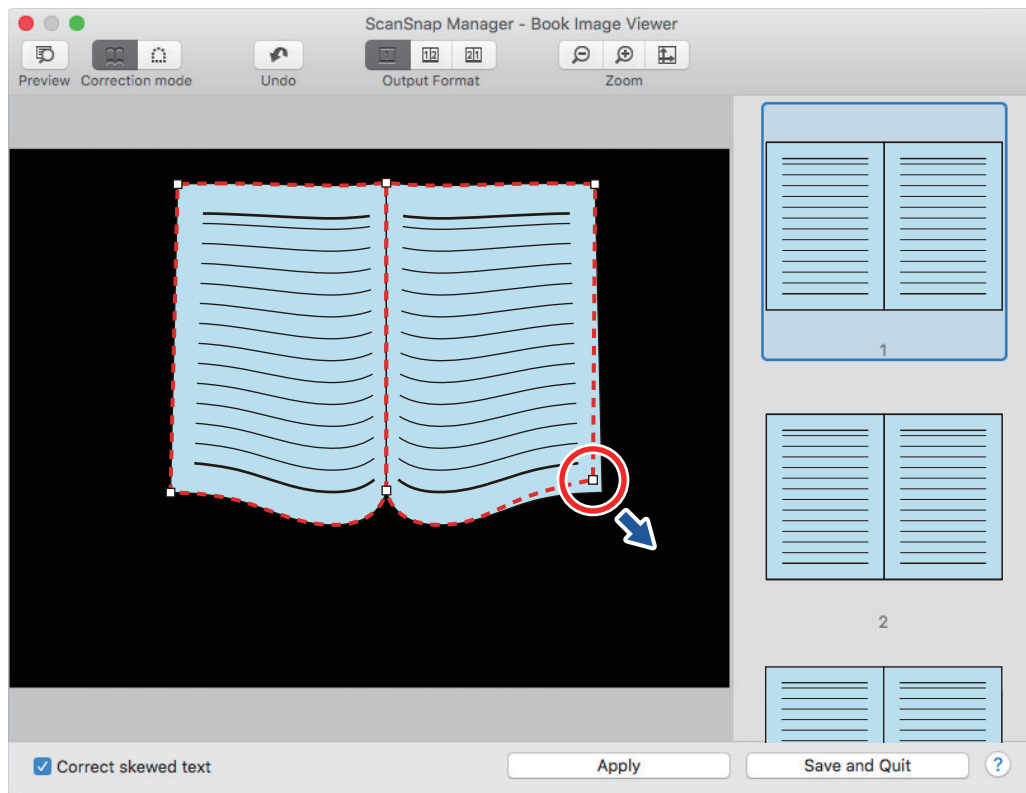 ScanSnap Manager - Book Image Viewer
Preview Correction mode Undo Output Format Zoom
1
2
Correct skewed text Apply Save and Quit ?